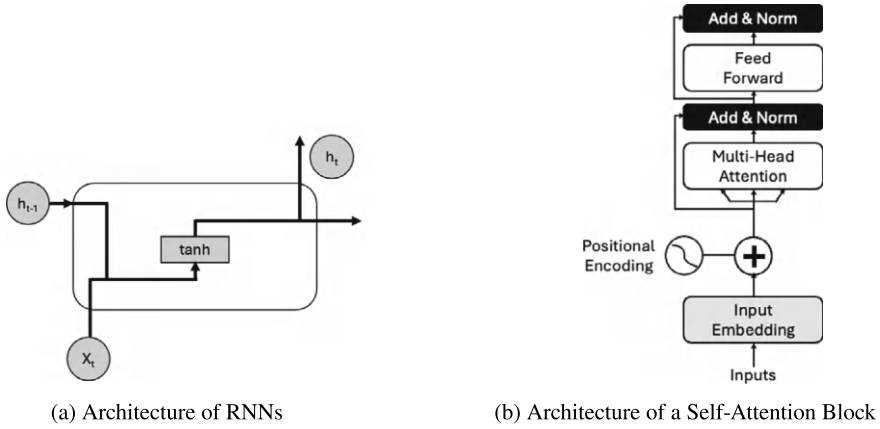 h_t
h_{t-1}
tanh
X_t
(a) Architecture of RNNs
Add & Norm
Feed
Forward
Add & Norm
Multi-Head
Attention
Positional
Encoding
+
Input
Embedding
Inputs
(b) Architecture of a Self-Attention Block